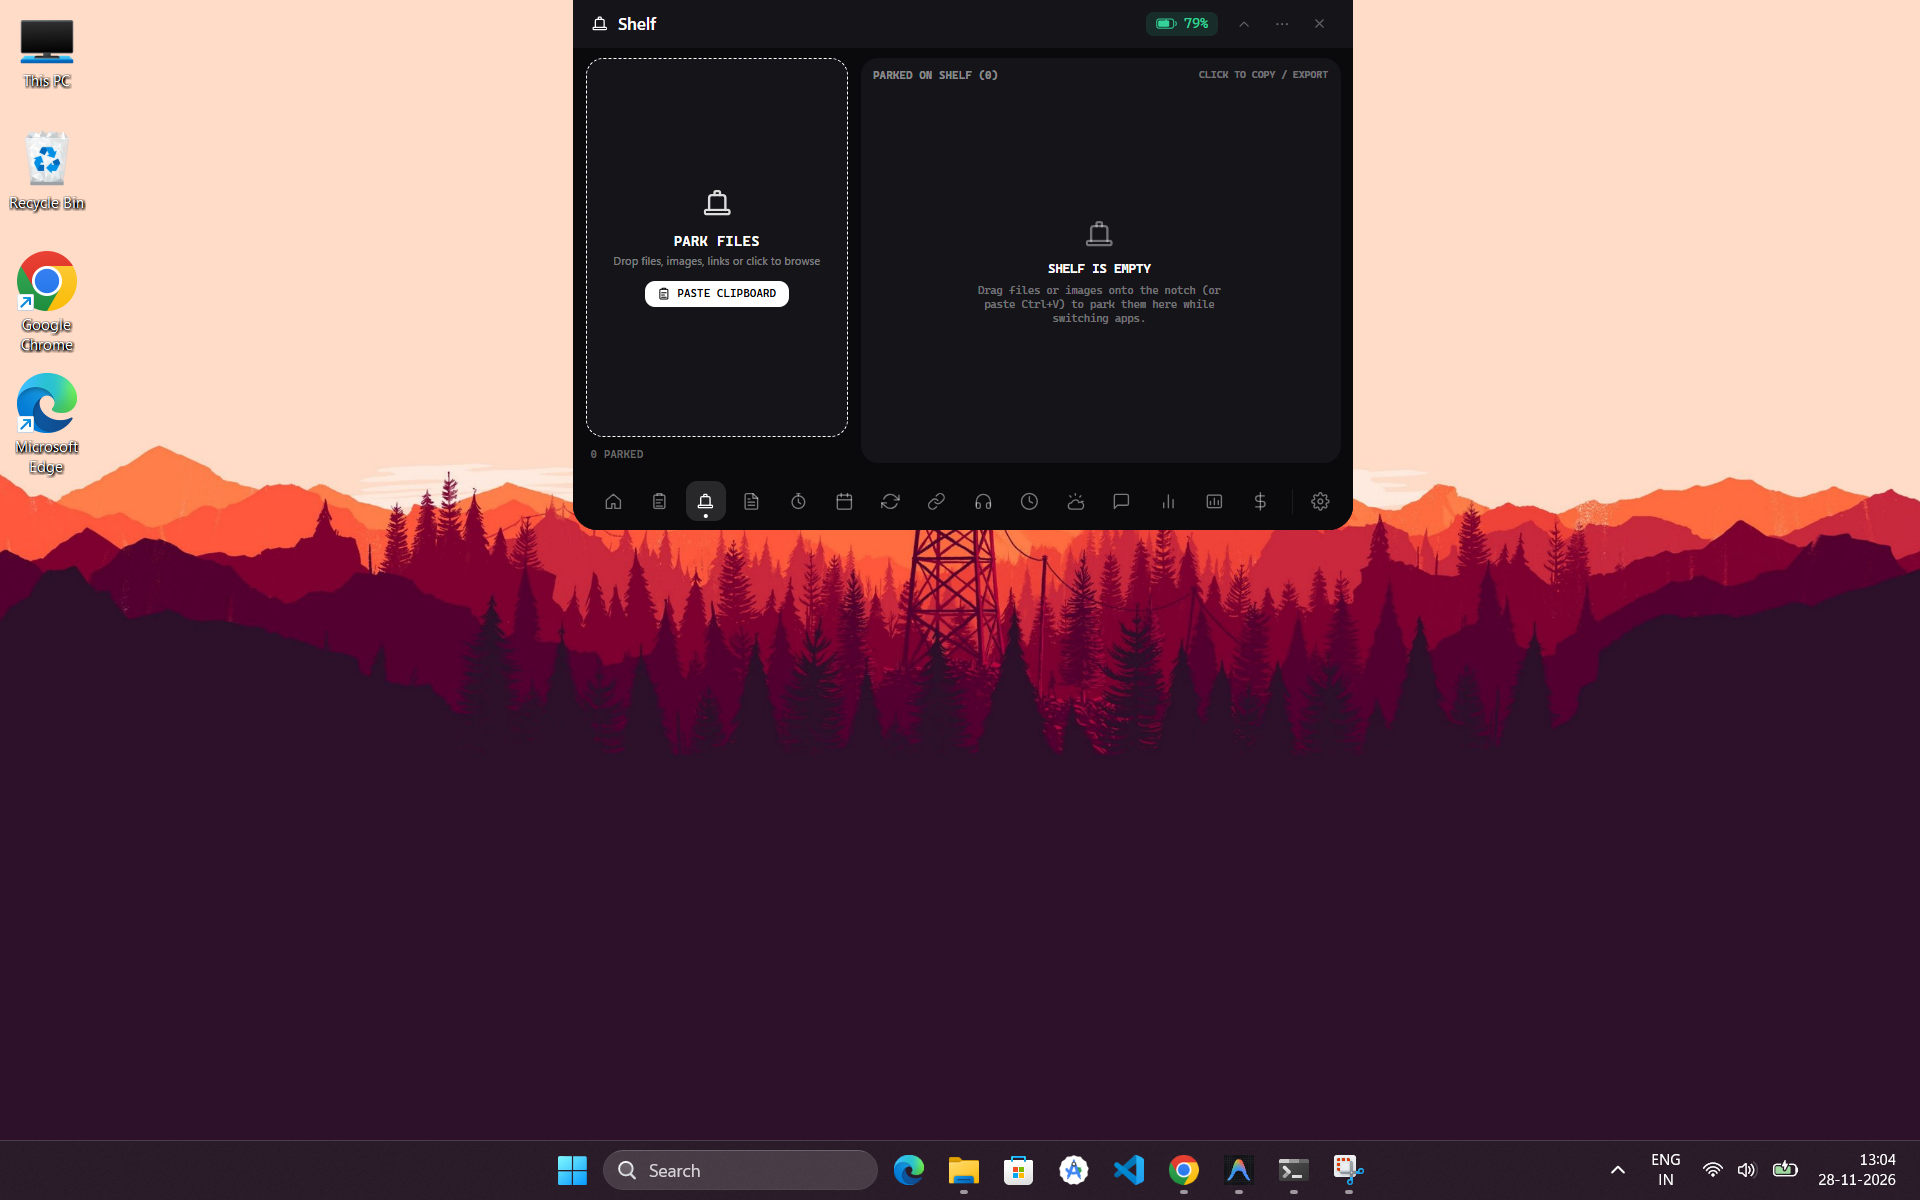 This PC
Recycle Bin
Google
Chrome
Microsoft
Edge
Shelf
79%
PARK FILES
Drop files, images, links or click to browse
PASTE CLIPBOARD
0 PARKED
PARKED ON SHELF (0)
CLICK TO COPY / EXPORT
SHELF IS EMPTY
Drag files or images onto the notch (or
paste Ctrl+V) to park them here while
switching apps.
Search
ENG
IN
13:04
28-11-2026